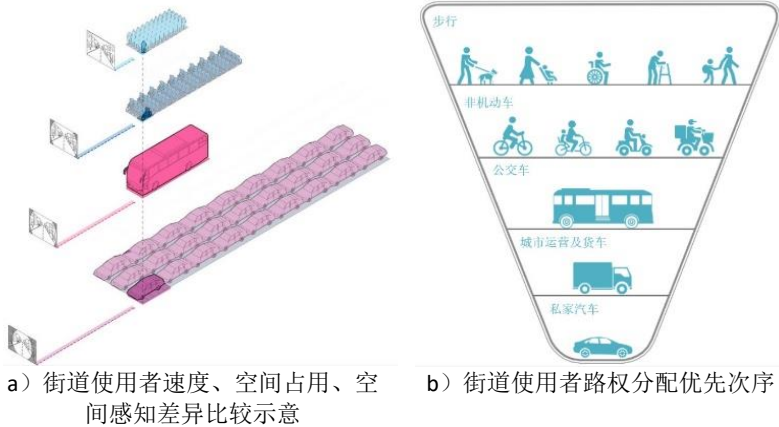 步行
非机动车
公交车
城市运营及货车
私家汽车
a）街道使用者速度、空间占用、空
间感知差异比较示意
b）街道使用者路权分配优先次序